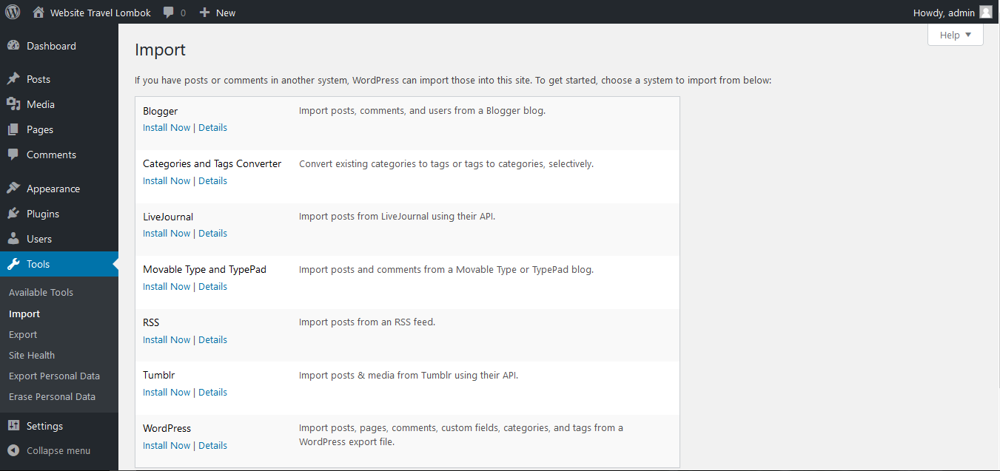 Website Travel Lombok 0 New Howdy, admin
Dashboard
Posts
Media
Pages
Comments
Appearance
Plugins
Users
Tools
Available Tools
Import
Export
Site Health
Export Personal Data
Erase Personal Data
Settings
Collapse menu
Help
Import
If you have posts or comments in another system, WordPress can import those into this site. To get started, choose a system to import from below:
Blogger Import posts, comments, and users from a Blogger blog.
Install Now | Details
Categories and Tags Converter Convert existing categories to tags or tags to categories, selectively.
Install Now | Details
LiveJournal Import posts from LiveJournal using their API.
Install Now | Details
Movable Type and TypePad Import posts and comments from a Movable Type or TypePad blog.
Install Now | Details
RSS Import posts from an RSS feed.
Install Now | Details
Tumblr Import posts & media from Tumblr using their API.
Install Now | Details
WordPress Import posts, pages, comments, custom fields, categories, and tags from a
WordPress export file.
Install Now | Details